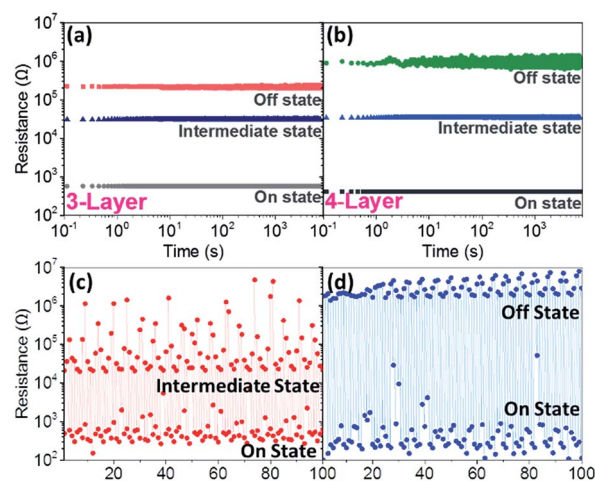 (a)
(b)
Resistance (Ω)
10⁷
10⁶
10⁵
10⁴
10³
10²
Off state
Intermediate state
On state
3-Layer
Off state
Intermediate state
On state
4-Layer
10⁻¹ 10⁰ 10¹ 10² 10³ 10⁻¹ 10⁰ 10¹ 10² 10³
Time (s) Time (s)
(c)
(d)
Resistance (Ω)
10⁷
10⁶
10⁵
10⁴
10³
10²
Intermediate State
On State
Off State
On State
20 40 60 80 100 20 40 60 80 100